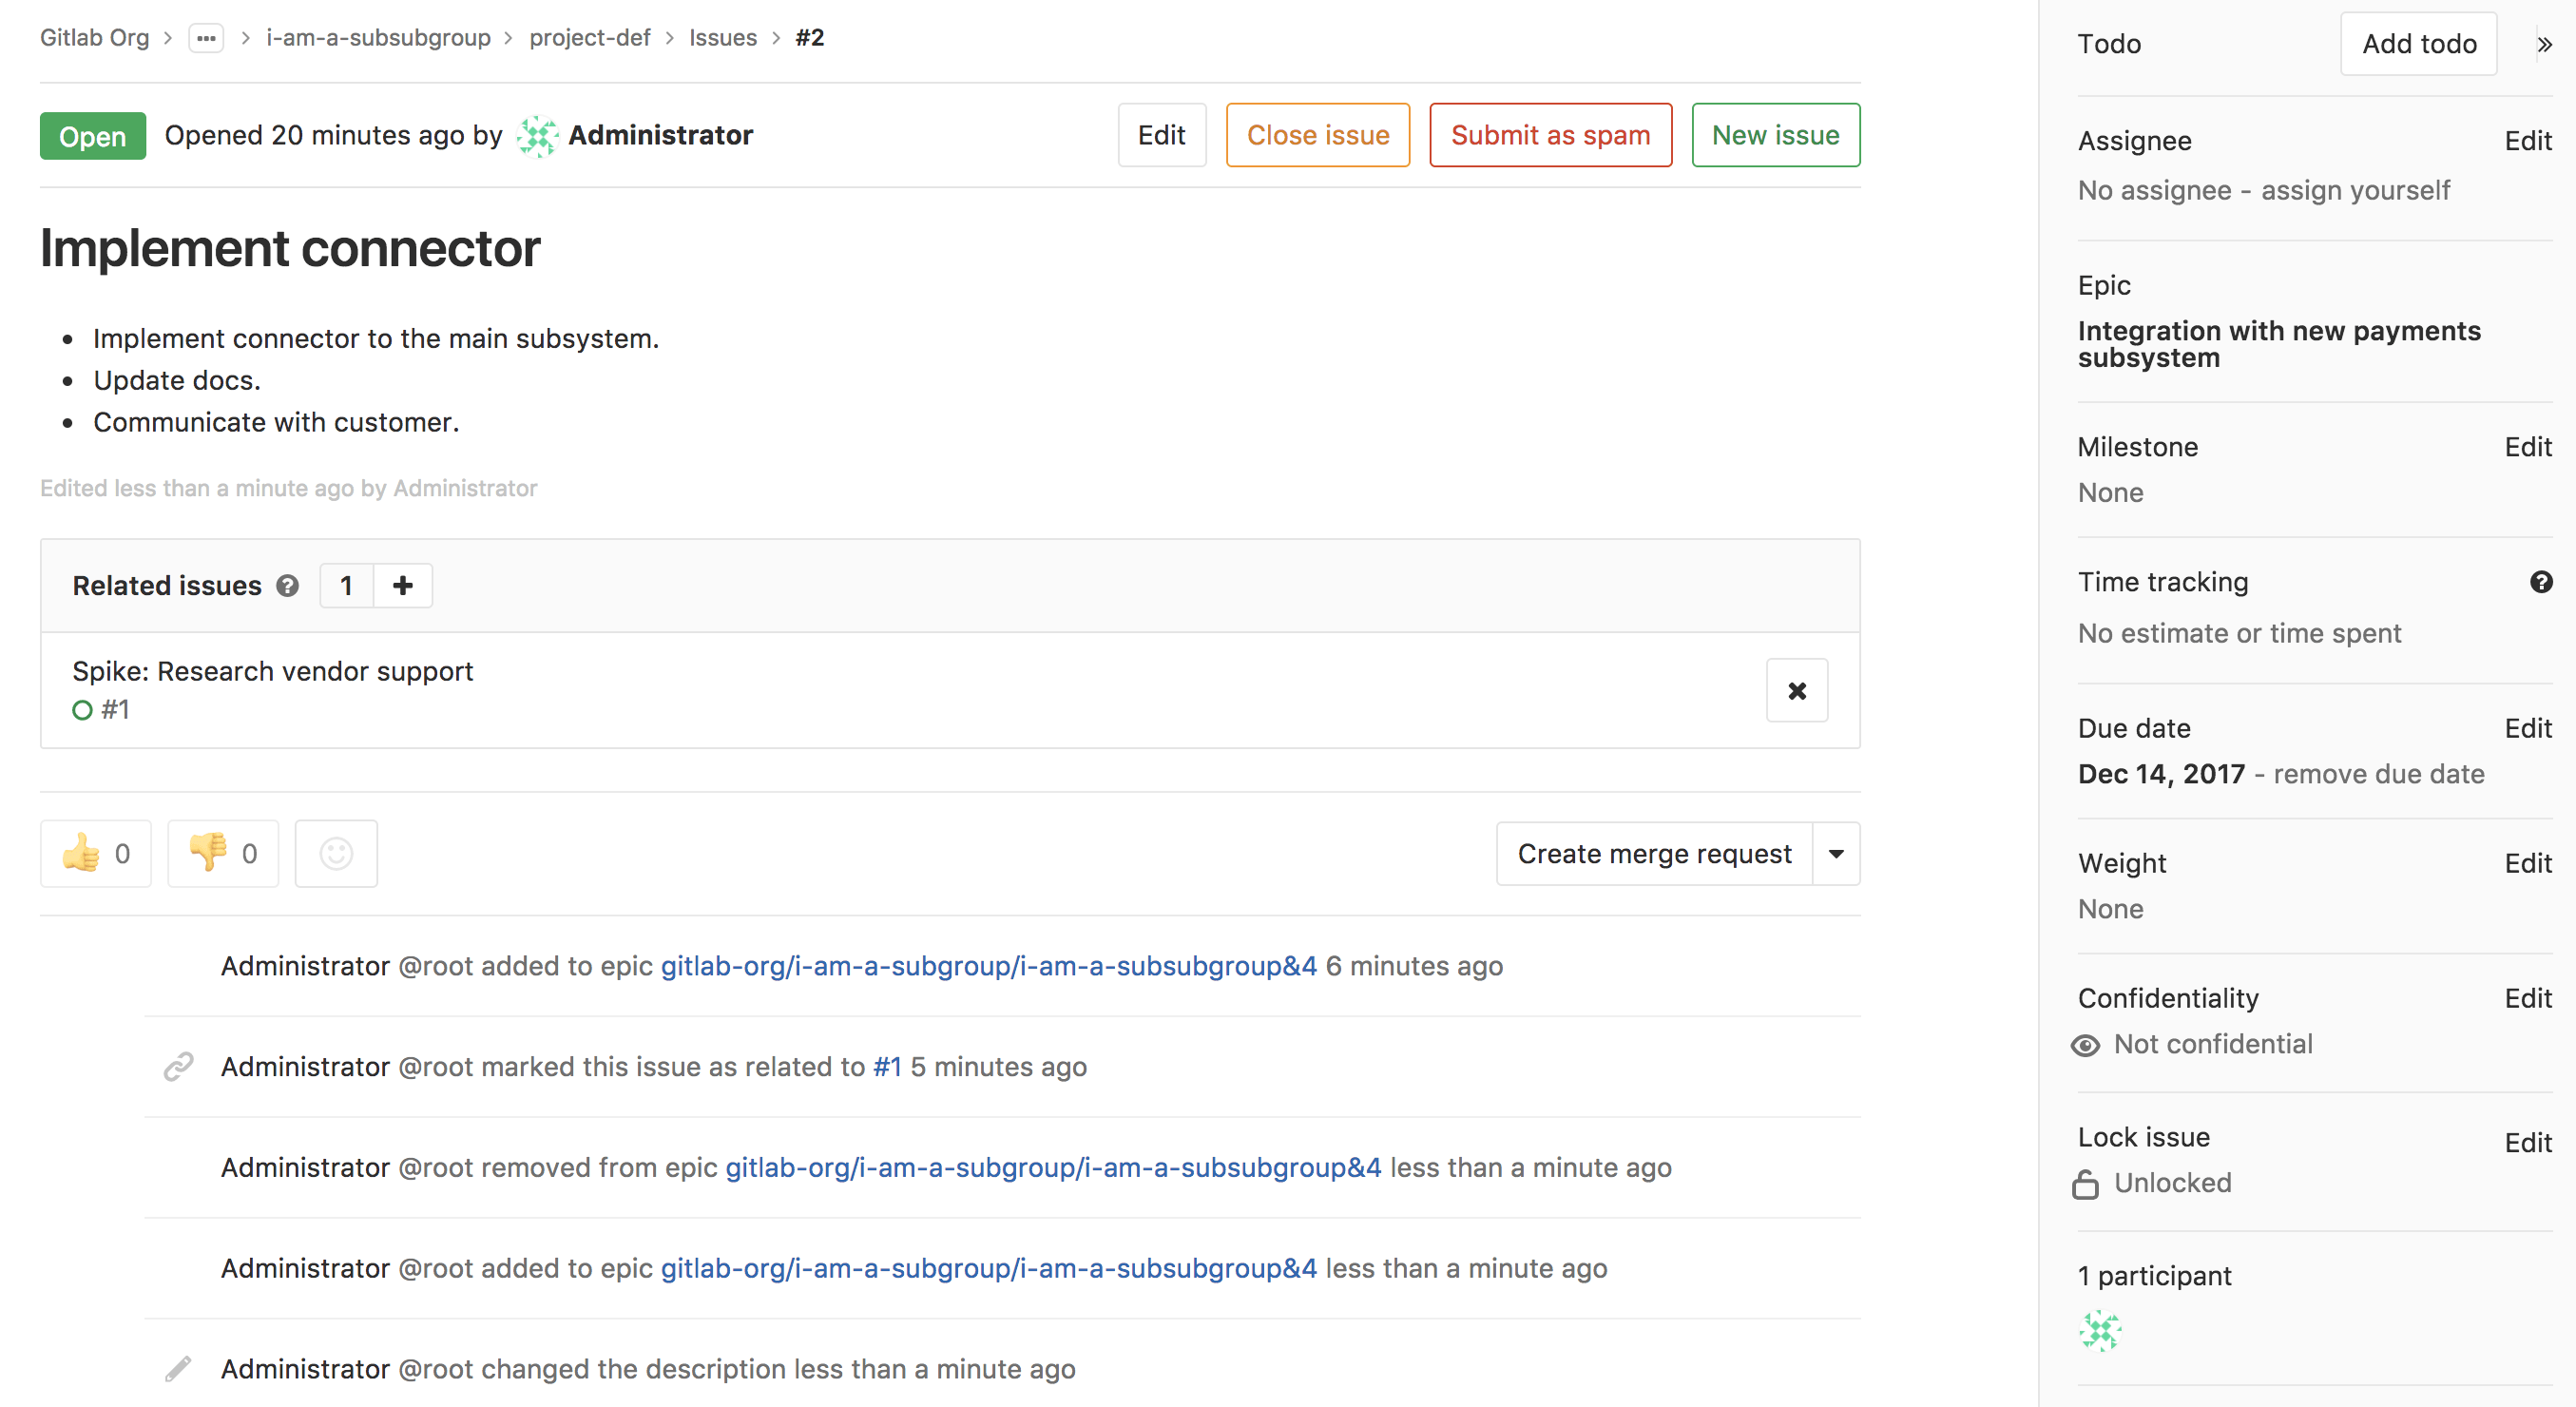 Gitlab Org > ... > i-am-a-subsubgroup > project-def > Issues > #2
Open Opened 20 minutes ago by Administrator
Edit Close issue Submit as spam New issue
Implement connector
• Implement connector to the main subsystem.
• Update docs.
• Communicate with customer.
Edited less than a minute ago by Administrator
Related issues ? 1 +
Spike: Research vendor support
#1
0 0
Create merge request
Administrator @root added to epic gitlab-org/i-am-a-subgroup/i-am-a-subsubgroup&4 6 minutes ago
Administrator @root marked this issue as related to #1 5 minutes ago
Administrator @root removed from epic gitlab-org/i-am-a-subgroup/i-am-a-subsubgroup&4 less than a minute ago
Administrator @root added to epic gitlab-org/i-am-a-subgroup/i-am-a-subsubgroup&4 less than a minute ago
Administrator @root changed the description less than a minute ago
Todo Add todo »
Assignee Edit
No assignee - assign yourself
Epic
Integration with new payments
subsystem
Milestone Edit
None
Time tracking ?
No estimate or time spent
Due date Edit
Dec 14, 2017 - remove due date
Weight Edit
None
Confidentiality Edit
Not confidential
Lock issue Edit
Unlocked
1 participant